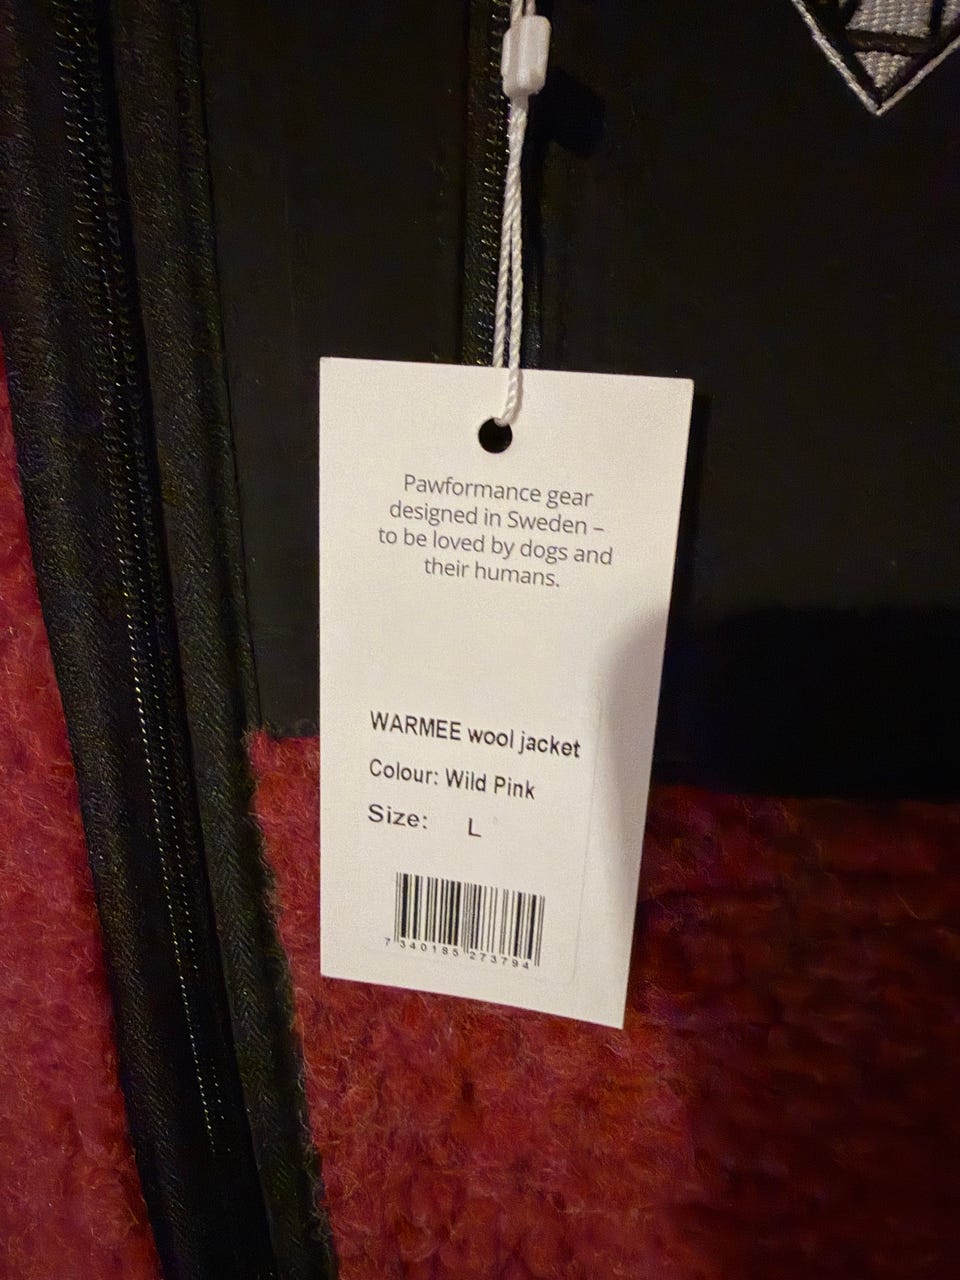 Pawformance gear
designed in Sweden –
to be loved by dogs and
their humans.
WARMEE wool jacket
Colour: Wild Pink
Size: L
7 340185 273794